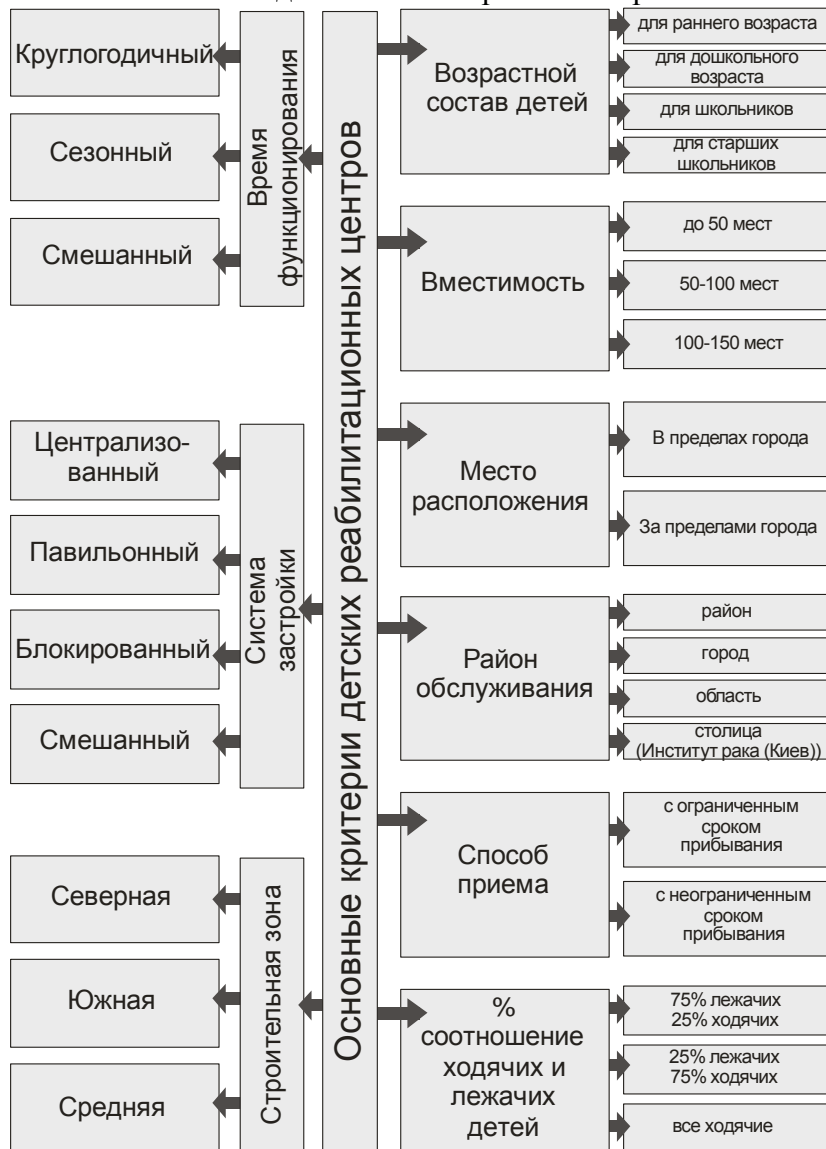 Круглогодичный
Сезонный
Смешанный
Время
функционирования
Централизо-
ванный
Павильонный
Блокированный
Смешанный
Система
застройки
Северная
Южная
Средняя
Строительная зона
Основные критерии детских реабилитационных центров
Возрастной
состав детей
для раннего возраста
для дошкольного
возраста
для школьников
для старших
школьников
Вместимость
до 50 мест
50-100 мест
100-150 мест
Место
расположения
В пределах города
За пределами города
Район
обслуживания
район
город
область
столица
(Институт рака (Киев))
Способ
приема
с ограниченным
сроком
прибывания
с неограниченным
сроком
прибывания
%
соотношение
ходячих и
лежачих
детей
75% лежачих
25% ходячих
25% лежачих
75% ходячих
все ходячие